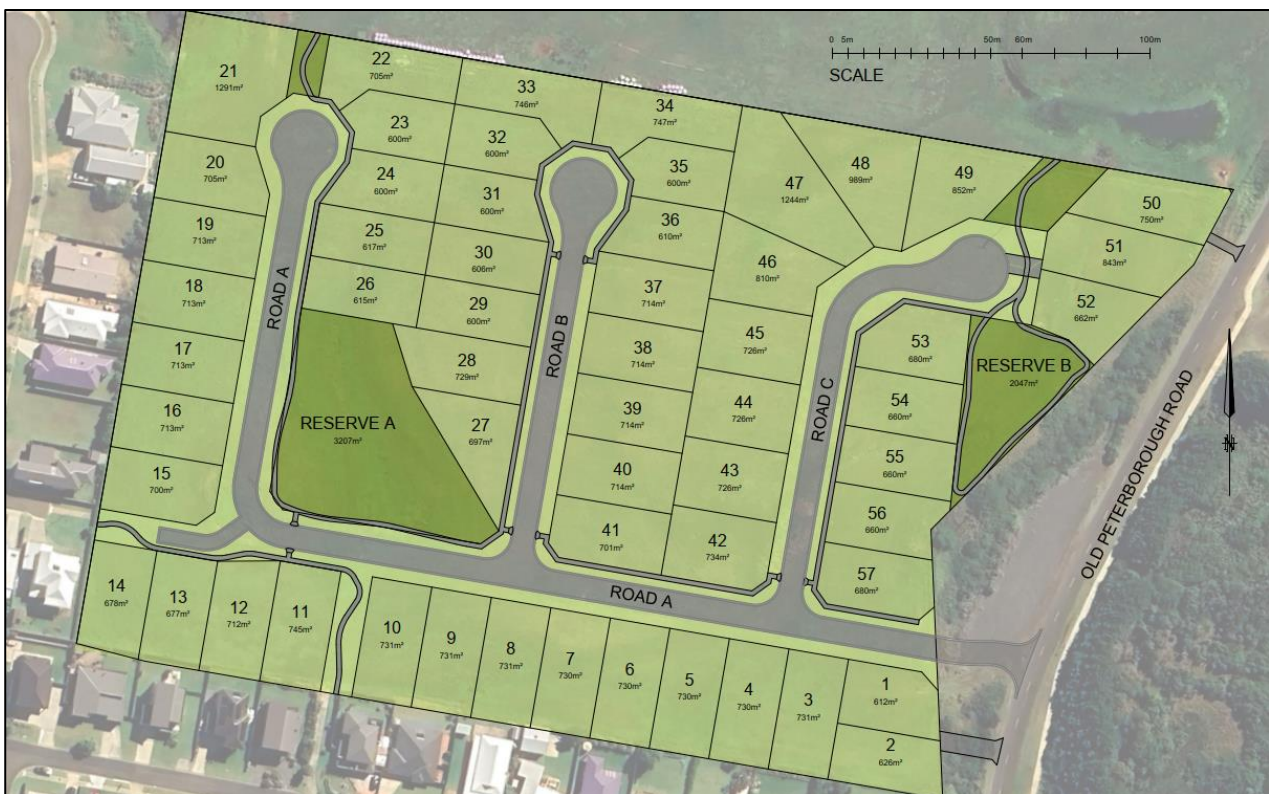 0 5m 50m 60m 100m
SCALE
21
1291m²
22
705m²
33
746m²
34
747m²
23
600m²
32
600m²
35
600m²
47
1244m²
48
989m²
49
852m²
50
750m²
20
705m²
24
600m²
31
600m²
36
610m²
51
843m²
19
713m²
25
617m²
30
606m²
46
810m²
52
662m²
18
713m²
26
615m²
29
600m²
37
714m²
45
726m²
53
680m²
RESERVE B
2047m²
17
713m²
28
729m²
38
714m²
44
726m²
54
660m²
16
713m²
RESERVE A
3207m²
27
697m²
39
714m²
55
660m²
15
700m²
40
714m²
43
726m²
56
660m²
41
701m²
42
734m²
57
680m²
ROAD A
ROAD B
ROAD C
OLD PETERBOROUGH ROAD
N
ROAD A
14
678m²
13
677m²
12
712m²
11
745m²
10
731m²
9
731m²
8
731m²
7
730m²
6
730m²
5
730m²
4
730m²
3
731m²
1
612m²
2
626m²